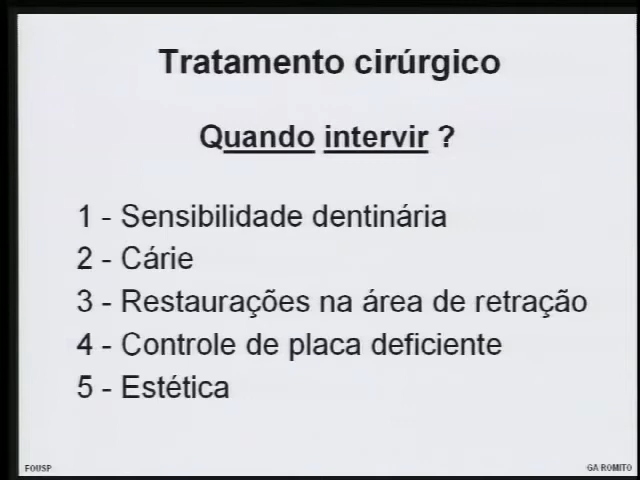 Tratamento cirúrgico
Quando intervir ?
1 - Sensibilidade dentinária
2 - Cárie
3 - Restaurações na área de retração
4 - Controle de placa deficiente
5 - Estética
FOUSP
GA ROMITO